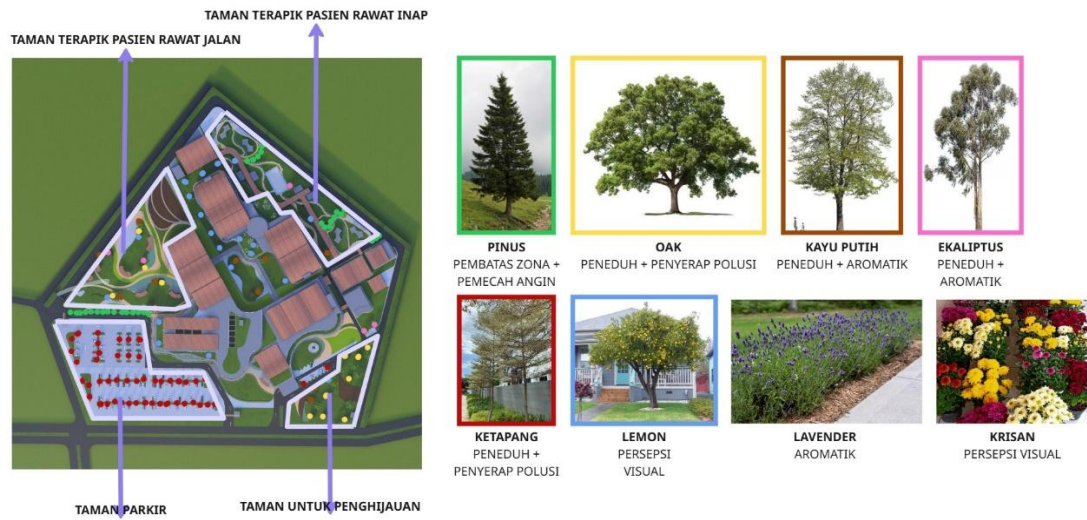 TAMAN TERAPIK PASIEN RAWAT INAP
TAMAN TERAPIK PASIEN RAWAT JALAN
PINUS
PEMBATAS ZONA +
PEMECAH ANGIN
OAK
PENEDUH + PENYERAP POLUSI
KAYU PUTIH
PENEDUH + AROMATIK
EKALIPTUS
PENEDUH +
AROMATIK
KETAPANG
PENEDUH +
PENYERAP POLUSI
LEMON
PERSEPSI
VISUAL
LAVENDER
AROMATIK
KRISAN
PERSEPSI VISUAL
TAMAN PARKIR
TAMAN UNTUK PENGHIJAUAN